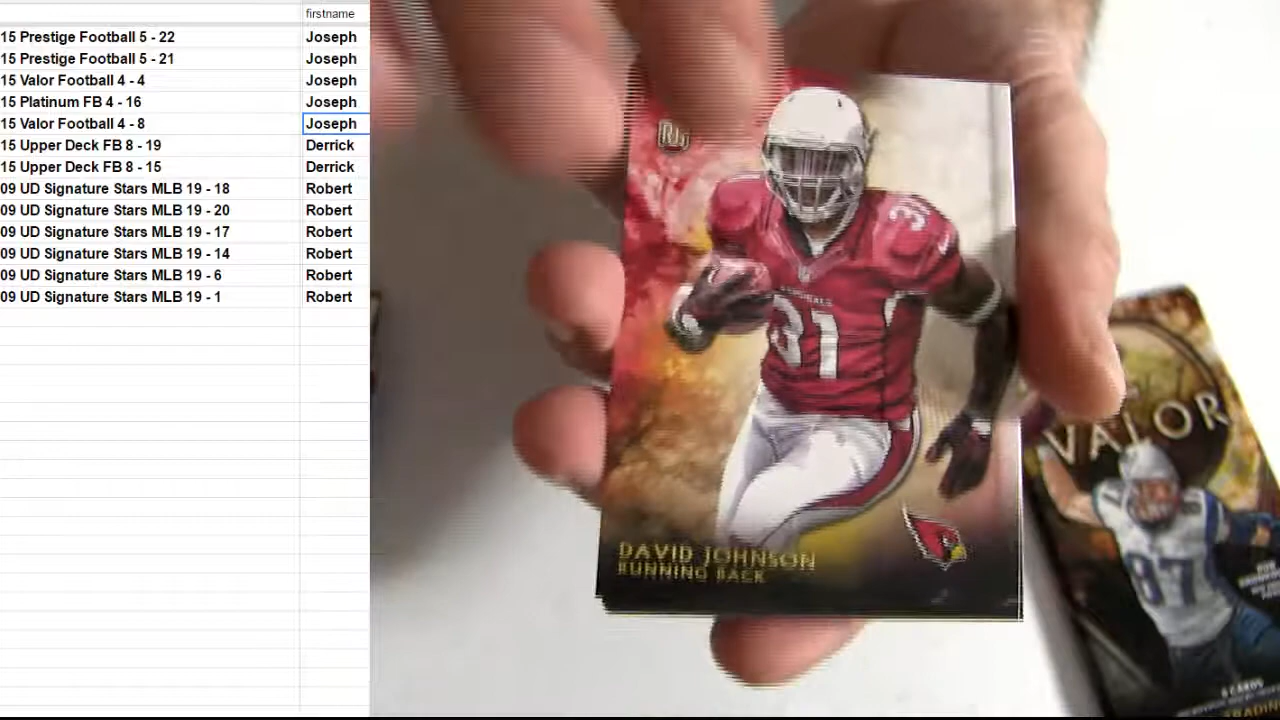 firstname
15 Prestige Football 5 - 22 Joseph
15 Prestige Football 5 - 21 Joseph
15 Valor Football 4 - 4 Joseph
15 Platinum FB 4 - 16 Joseph
15 Valor Football 4 - 8 Joseph
15 Upper Deck FB 8 - 19 Derrick
15 Upper Deck FB 8 - 15 Derrick
09 UD Signature Stars MLB 19 - 18 Robert
09 UD Signature Stars MLB 19 - 20 Robert
09 UD Signature Stars MLB 19 - 17 Robert
09 UD Signature Stars MLB 19 - 14 Robert
09 UD Signature Stars MLB 19 - 6 Robert
09 UD Signature Stars MLB 19 - 1 Robert
31
CARDINALS
31
DAVID JOHNSON
RUNNING BACK
VALOR
87
CARDS